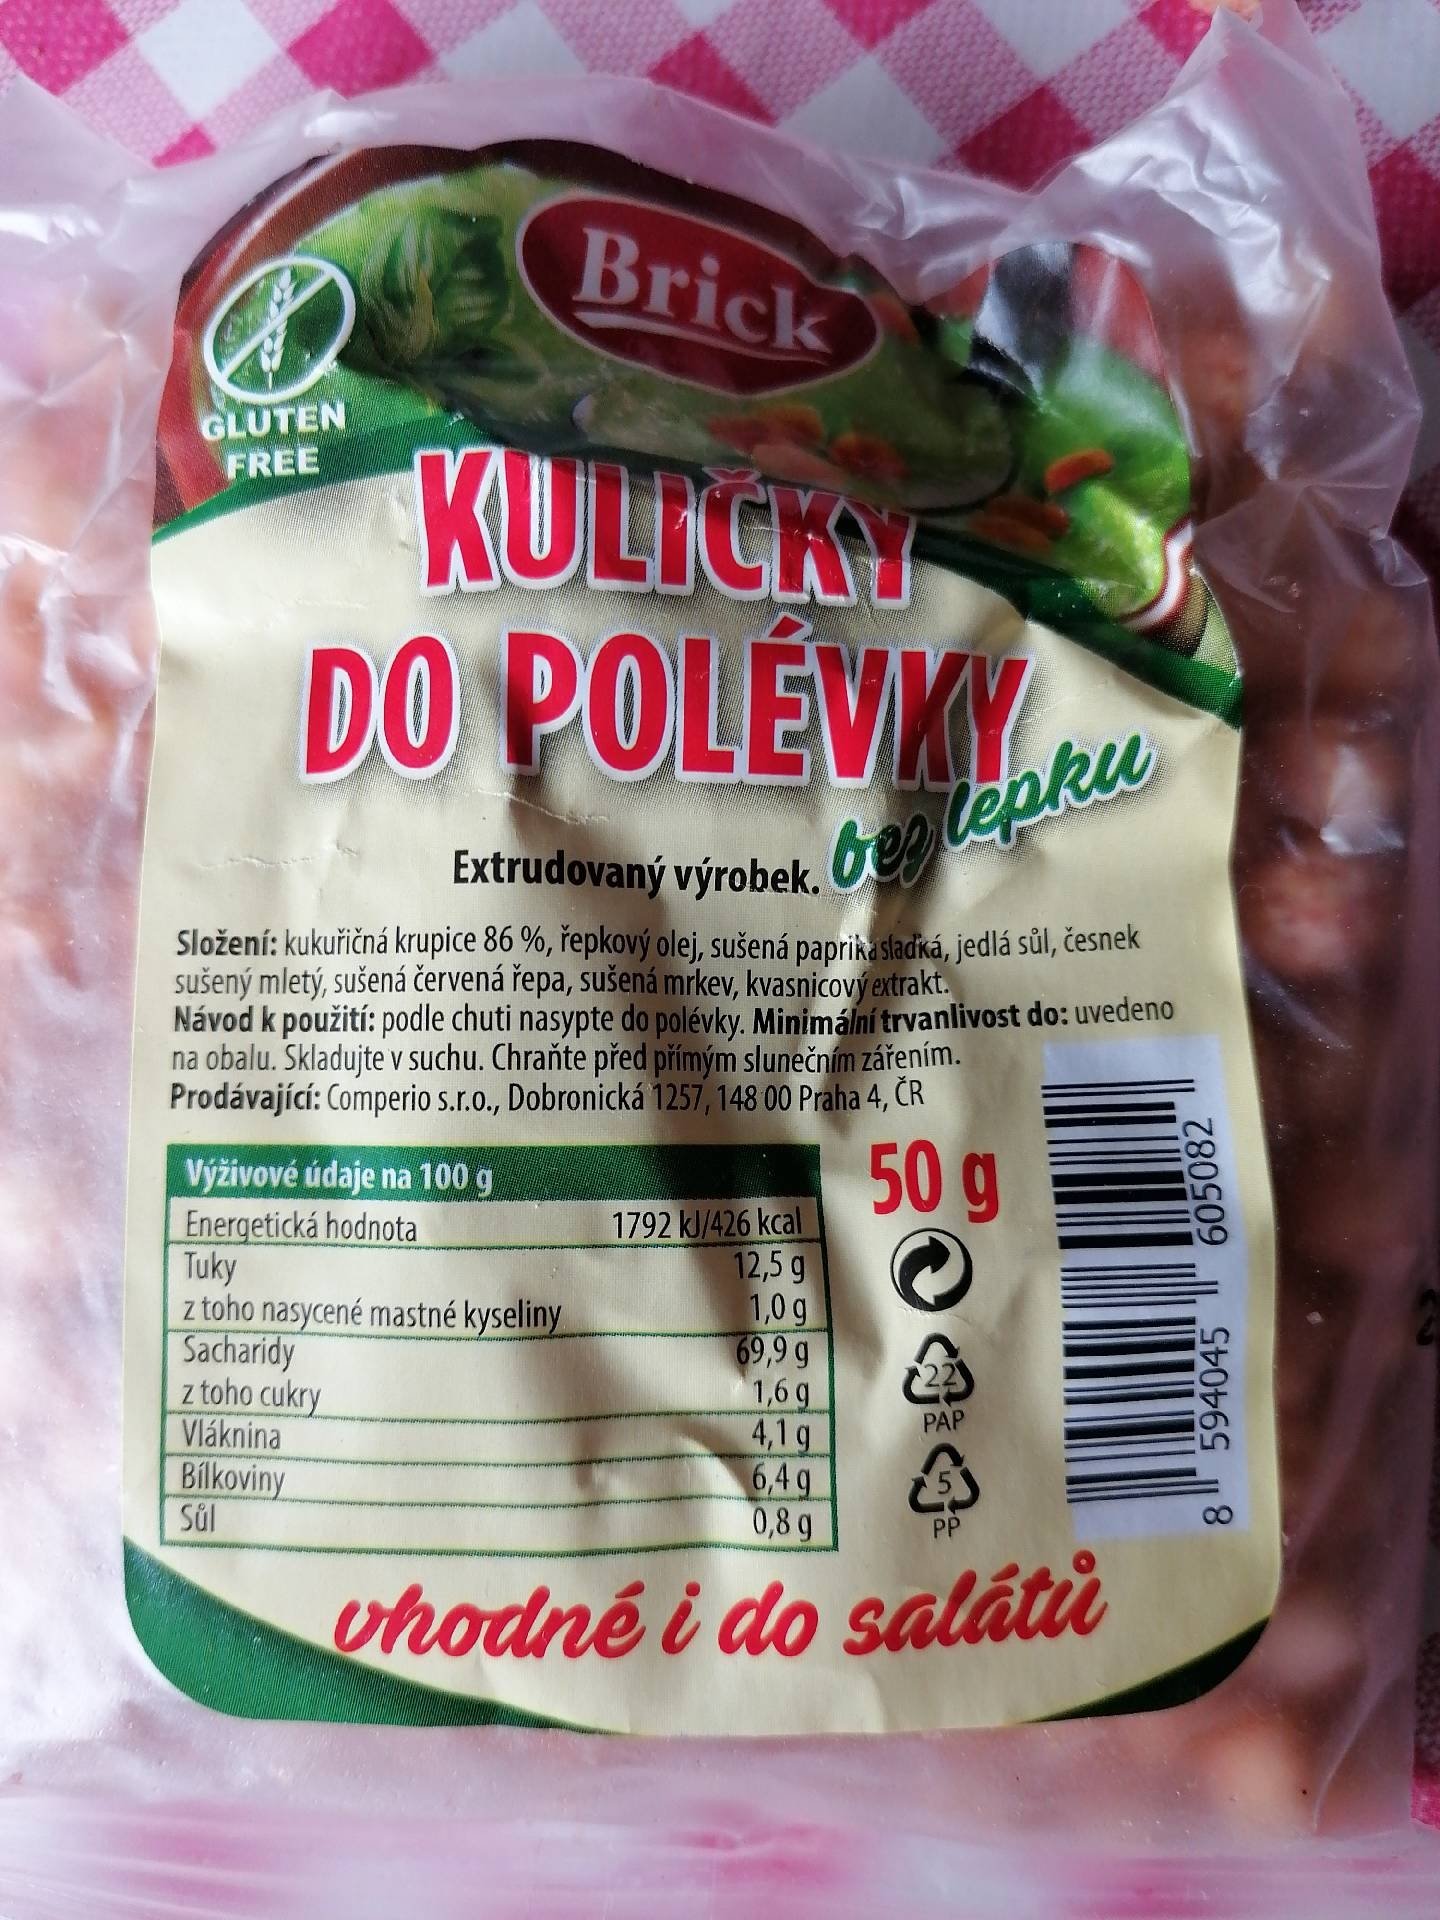 Brick
GLUTEN
FREE
KULIČKY
DO POLÉVKY
bez lepku
Extrudovaný výrobek.
Složení: kukuřičná krupice 86 %, řepkový olej, sušená paprika sladká, jedlá sůl, česnek
sušený mletý, sušená červená řepa, sušená mrkev, kvasnicový extrakt.
Návod k použití: podle chuti nasypte do polévky. Minimální trvanlivost do: uvedeno
na obalu. Skladujte v suchu. Chraňte před přímým slunečním zářením.
Prodávající: Comperio s.r.o., Dobronická 1257, 148 00 Praha 4, ČR
Výživové údaje na 100 g
Energetická hodnota 1792 kJ/426 kcal
Tuky 12,5 g
z toho nasycené mastné kyseliny 1,0 g
Sacharidy 69,9 g
z toho cukry 1,6 g
Vláknina 4,1 g
Bílkoviny 6,4 g
Sůl 0,8 g
50 g
22
PAP
5
PP
8 594045 605082
vhodné i do salátů